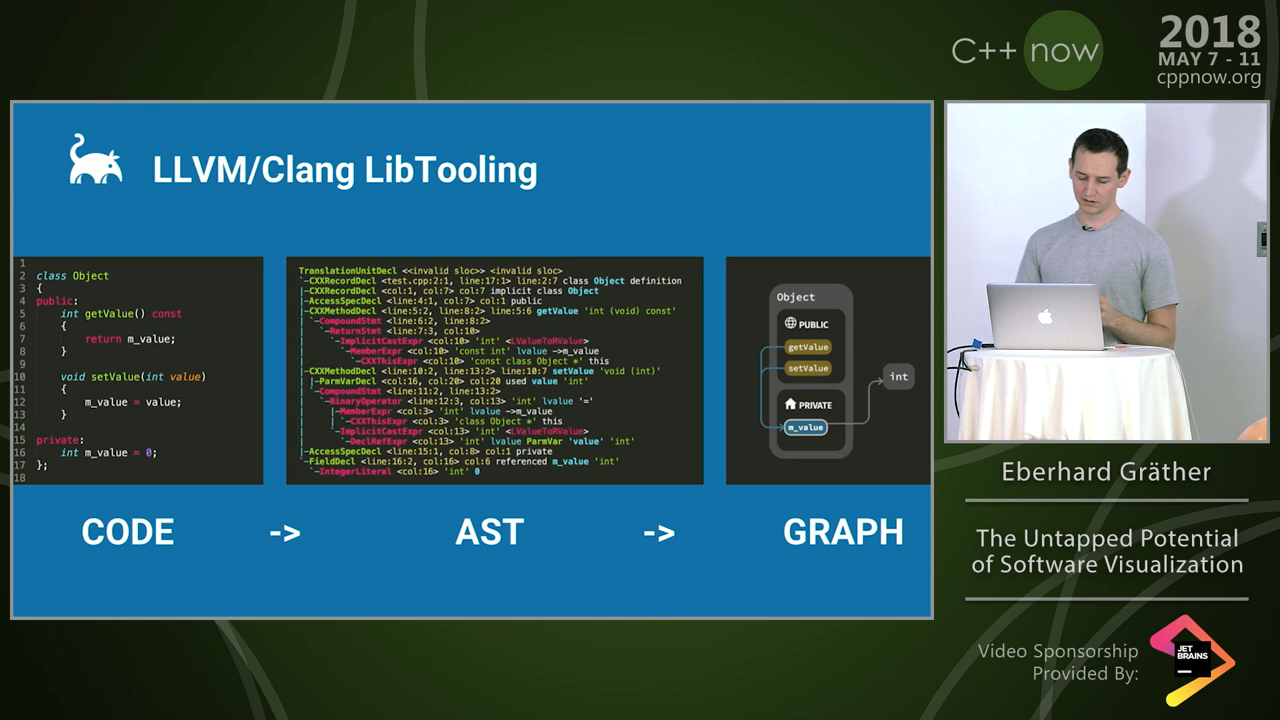 C++ now
2018
MAY 7 - 11
cppnow.org
LLVM/Clang LibTooling
1
2 class Object
3 {
4 public:
5 int getValue() const
6 {
7 return m_value;
8 }
9
10 void setValue(int value)
11 {
12 m_value = value;
13 }
14
15 private:
16 int m_value = 0;
17 };
18
TranslationUnitDecl <<invalid sloc>> <invalid sloc>
`-CXXRecordDecl <test.cpp:2:1, line:17:1> line:2:7 class Object definition
|-CXXRecordDecl <col:1, col:7> col:7 implicit class Object
|-AccessSpecDecl <line:4:1, col:7> col:1 public
|-CXXMethodDecl <line:5:2, line:8:2> line:5:6 getValue 'int (void) const'
| `-CompoundStmt <line:6:2, line:8:2>
| `-ReturnStmt <line:7:3, col:10>
| `-ImplicitCastExpr <col:10> 'int' <LValueToRValue>
| `-MemberExpr <col:10> 'const int' lvalue ->m_value
| `-CXXThisExpr <col:10> 'const class Object *' this
|-CXXMethodDecl <line:10:2, line:13:2> line:10:7 setValue 'void (int)'
| |-ParmVarDecl <col:16, col:20> col:20 used value 'int'
| `-CompoundStmt <line:11:2, line:13:2>
| `-BinaryOperator <line:12:3, col:13> 'int' lvalue '='
| |-MemberExpr <col:3> 'int' lvalue ->m_value
| | `-CXXThisExpr <col:3> 'class Object *' this
| `-ImplicitCastExpr <col:13> 'int' <LValueToRValue>
| `-DeclRefExpr <col:13> 'int' lvalue ParmVar 'value' 'int'
|-AccessSpecDecl <line:15:1, col:8> col:1 private
`-FieldDecl <line:16:2, col:16> col:6 referenced m_value 'int'
`-IntegerLiteral <col:16> 'int' 0
Object
PUBLIC
getValue
setValue
PRIVATE
m_value
int
CODE -> AST -> GRAPH
Eberhard Gräther
The Untapped Potential
of Software Visualization
Video Sponsorship
Provided By:
JET
BRAINS